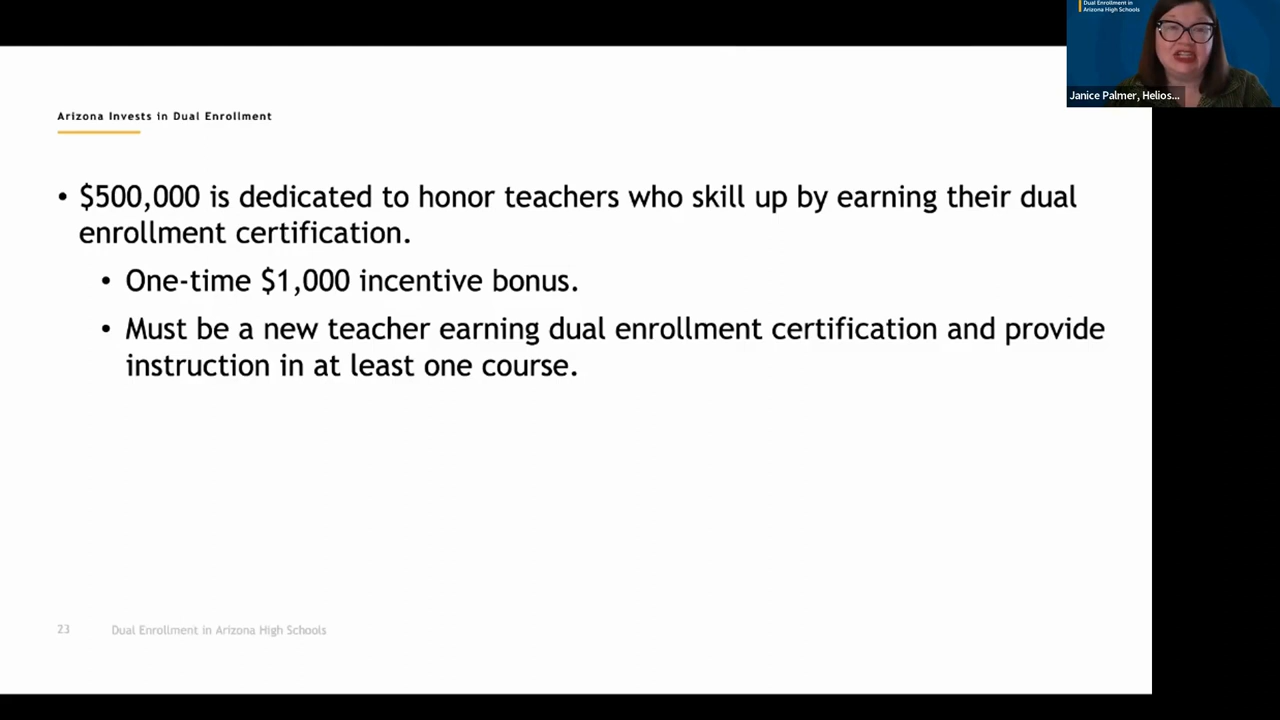 Dual Enrollment in
Arizona High Schools
Janice Palmer, Helios...
Arizona Invests in Dual Enrollment
• $500,000 is dedicated to honor teachers who skill up by earning their dual
enrollment certification.
• One-time $1,000 incentive bonus.
• Must be a new teacher earning dual enrollment certification and provide
instruction in at least one course.
23 Dual Enrollment in Arizona High Schools